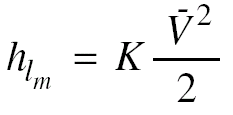 h_{l_m} = K \frac{\bar{V}^2}{2}